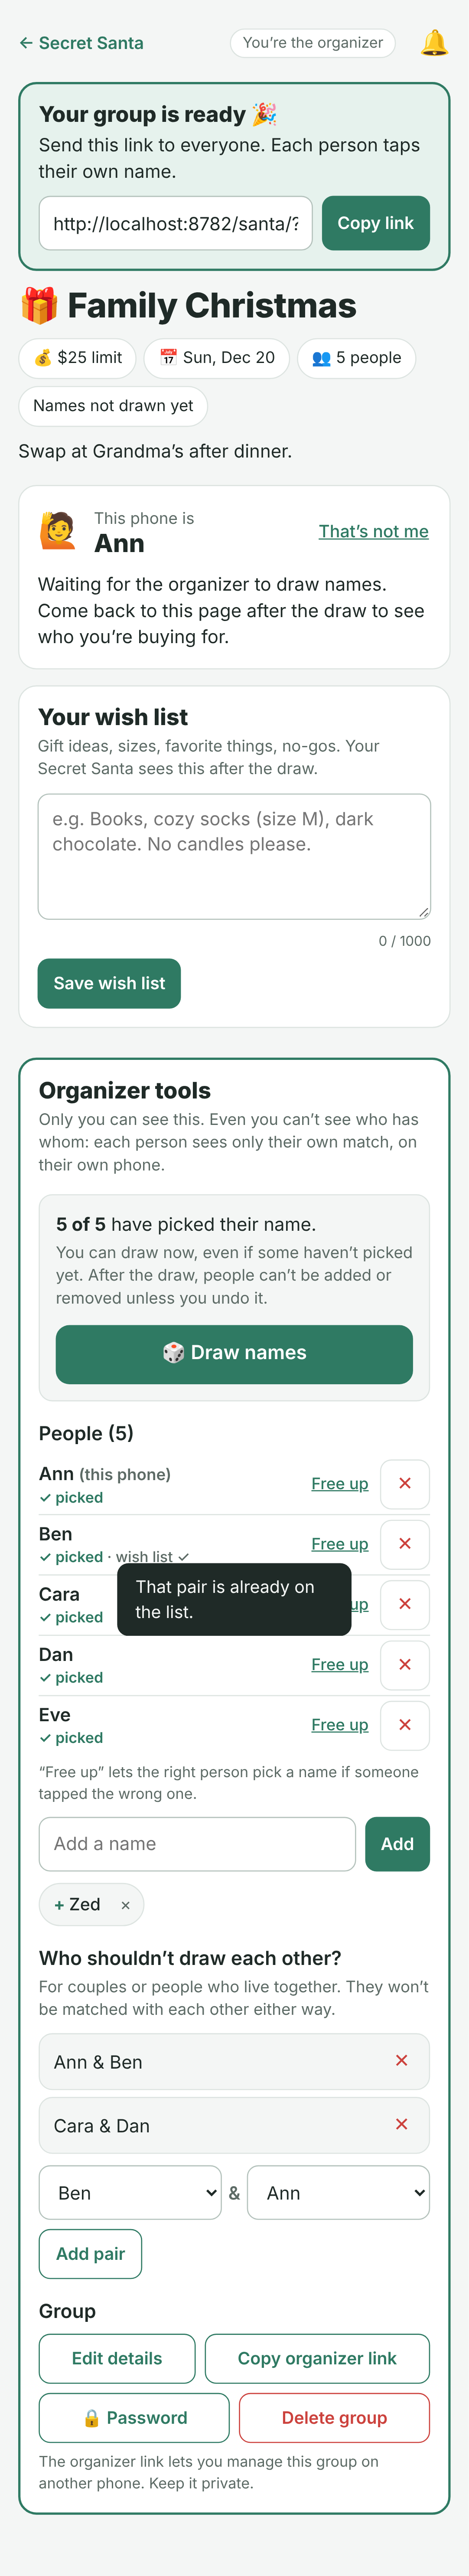 ← Secret Santa
You're the organizer
Your group is ready 🎉
Send this link to everyone. Each person taps
their own name.
http://localhost:8782/santa/?
Copy link
🎁 Family Christmas
💰 $25 limit
📅 Sun, Dec 20
👥 5 people
Names not drawn yet
Swap at Grandma's after dinner.
This phone is
Ann
That's not me
Waiting for the organizer to draw names.
Come back to this page after the draw to see
who you're buying for.
Your wish list
Gift ideas, sizes, favorite things, no-gos. Your
Secret Santa sees this after the draw.
e.g. Books, cozy socks (size M), dark
chocolate. No candles please.
0 / 1000
Save wish list
Organizer tools
Only you can see this. Even you can't see who has
whom: each person sees only their own match, on
their own phone.
5 of 5 have picked their name.
You can draw now, even if some haven't picked
yet. After the draw, people can't be added or
removed unless you undo it.
🎲 Draw names
People (5)
Ann (this phone)
✓ picked
Free up ✕
Ben
✓ picked · wish list ✓
Free up ✕
That pair is already on
the list.
Cara
✓ picked
up ✕
Dan
✓ picked
Free up ✕
Eve
✓ picked
Free up ✕
“Free up” lets the right person pick a name if someone
tapped the wrong one.
Add a name
Add
+ Zed ×
Who shouldn't draw each other?
For couples or people who live together. They won't
be matched with each other either way.
Ann & Ben ✕
Cara & Dan ✕
Ben & Ann
Add pair
Group
Edit details
Copy organizer link
🔒 Password
Delete group
The organizer link lets you manage this group on
another phone. Keep it private.